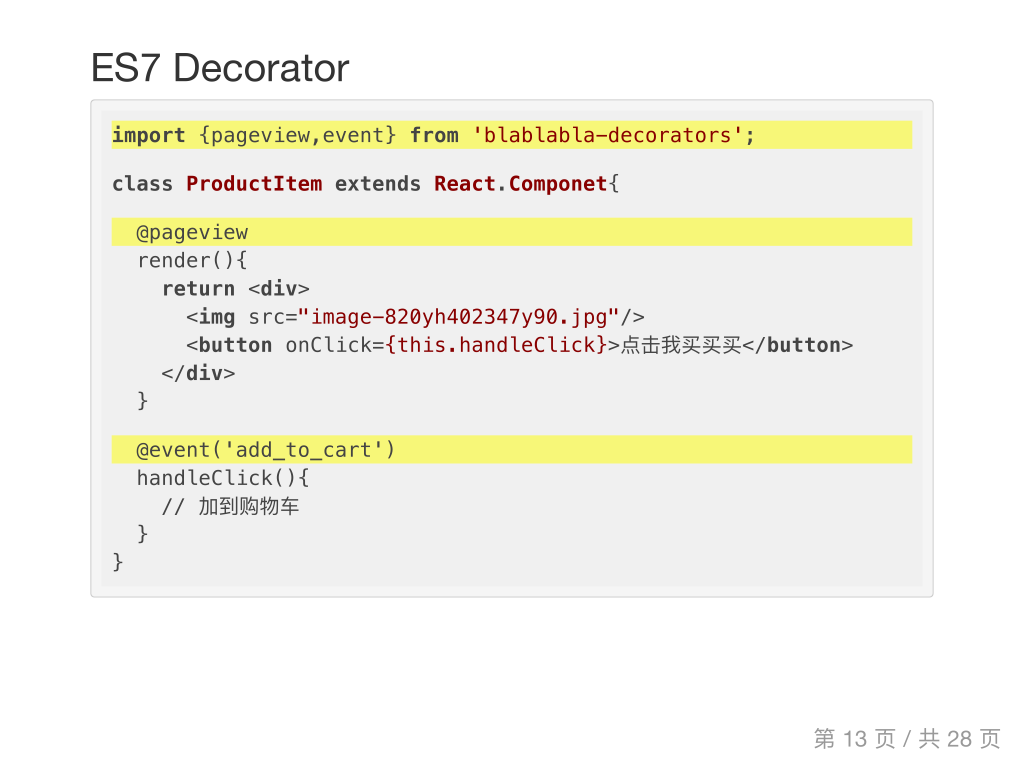 ES7 Decorator
import {pageview,event} from 'blablabla-decorators';
class ProductItem extends React.Componet{
@pageview
render(){
return <div>
<img src="image-820yh402347y90.jpg"/>
<button onClick={this.handleClick}>点击我买买买</button>
</div>
}
@event('add_to_cart')
handleClick(){
// 加到购物车
}
}
第 13 页 / 共 28 页